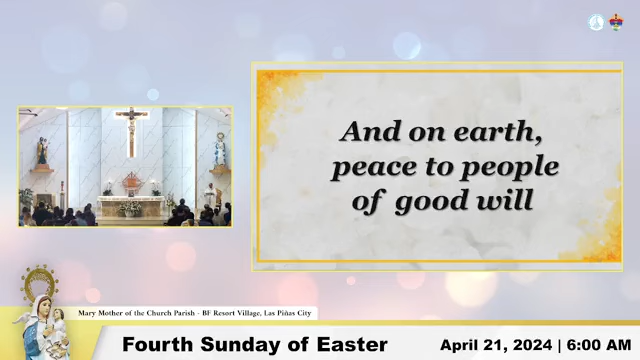 And on earth,
peace to people
of good will
Mary Mother of the Church Parish - BF Resort Village, Las Piñas City
Fourth Sunday of Easter
April 21, 2024 | 6:00 AM